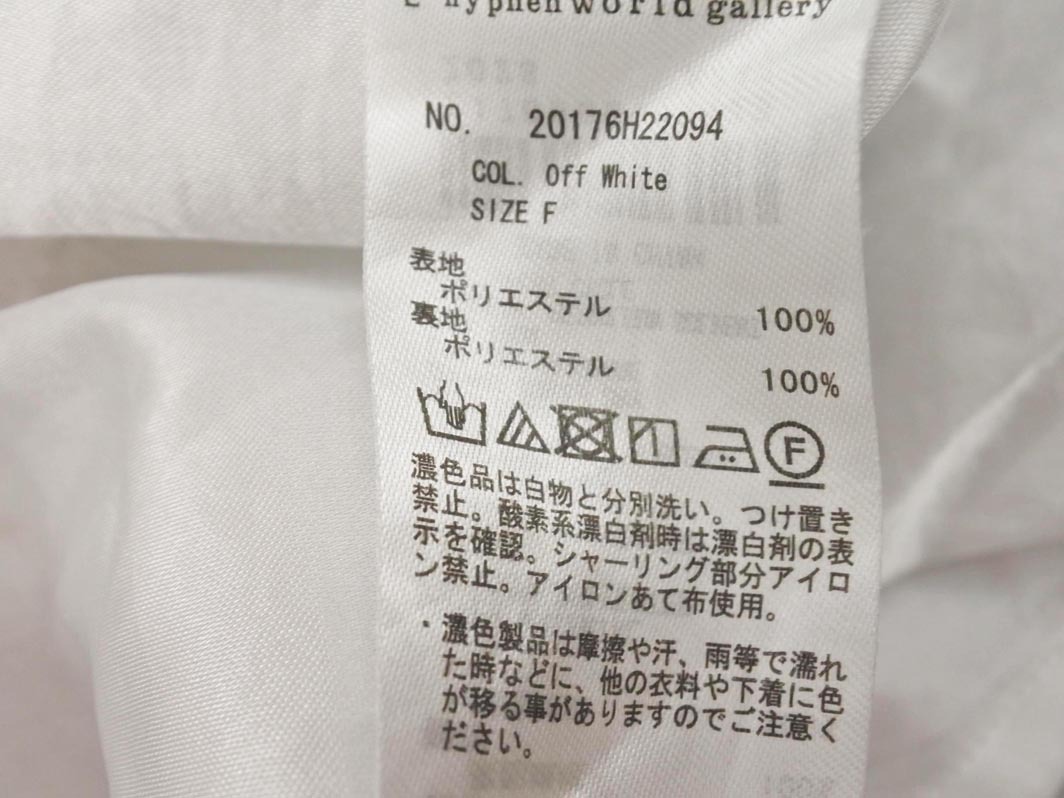 E hyphen world gallery
NO. 20176H22094
COL. Off White
SIZE F
表地
ポリエステル 100%
裏地
ポリエステル 100%
F
濃色品は白物と分別洗い。つけ置き
禁止。酸素系漂白剤時は漂白剤の表
示を確認。シャーリング部分アイロ
ン禁止。アイロンあて布使用。
・濃色製品は摩擦や汗、雨等で濡れ
た時などに、他の衣料や下着に色
が移る事がありますのでご注意く
ださい。